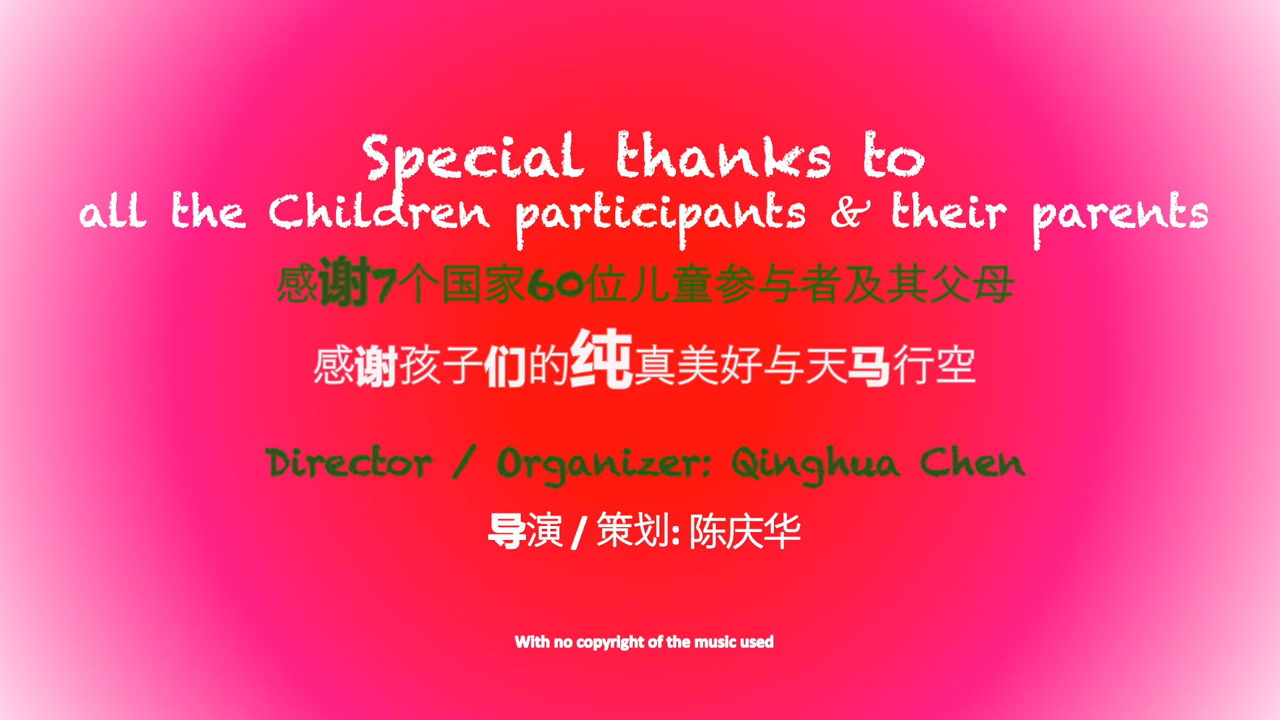 Special thanks to
all the Children participants & their parents
感谢7个国家60位儿童参与者及其父母
感谢孩子们的纯真美好与天马行空
Director / Organizer: Qinghua Chen
导演 / 策划: 陈庆华
With no copyright of the music used